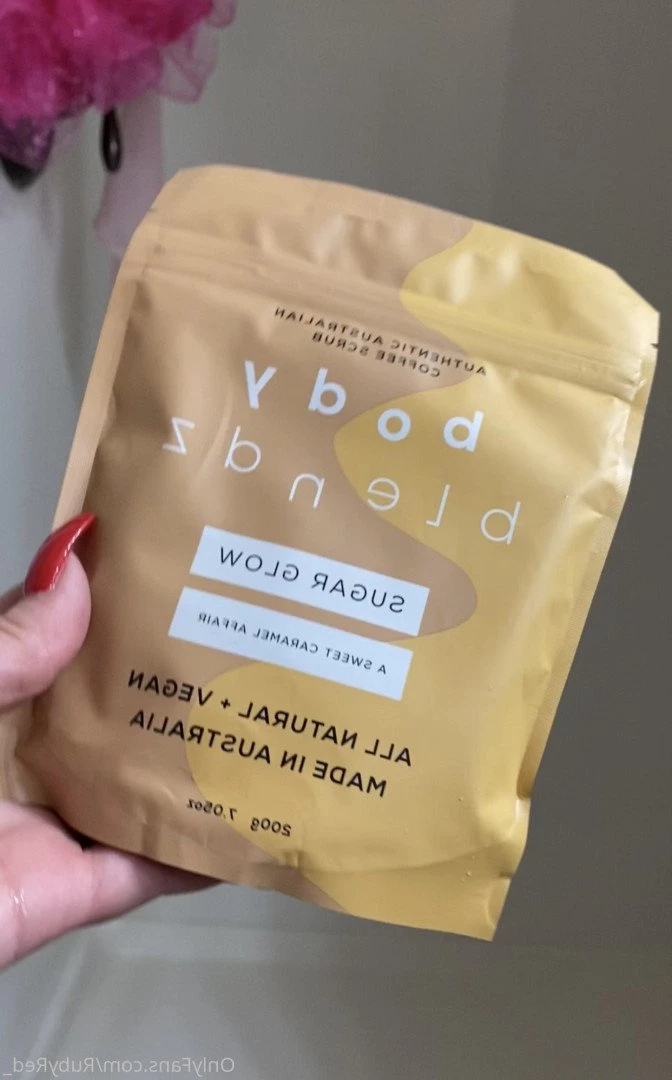 AUTHENTIC AUSTRALIAN
COFFEE SCRUB
body
blendz
SUGAR GLOW
A SWEET CARAMEL AFFAIR
ALL NATURAL + VEGAN
MADE IN AUSTRALIA
200g 7.05oz
OnlyFans.com/RubyRed_